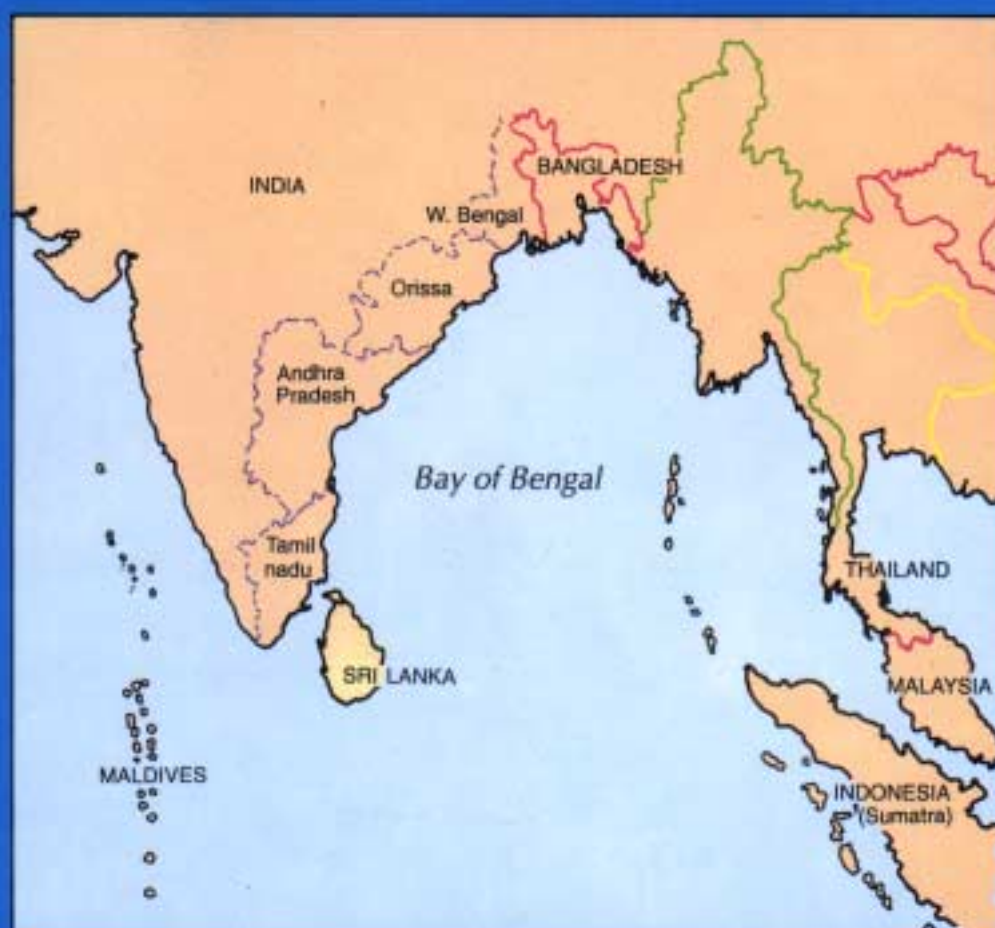 BANGLADESH
INDIA
W. Bengal
Orissa
Andhra
Pradesh
Bay of Bengal
Tamil
nadu
THAILAND
SRI LANKA
MALAYSIA
MALDIVES
INDONESIA
(Sumatra)